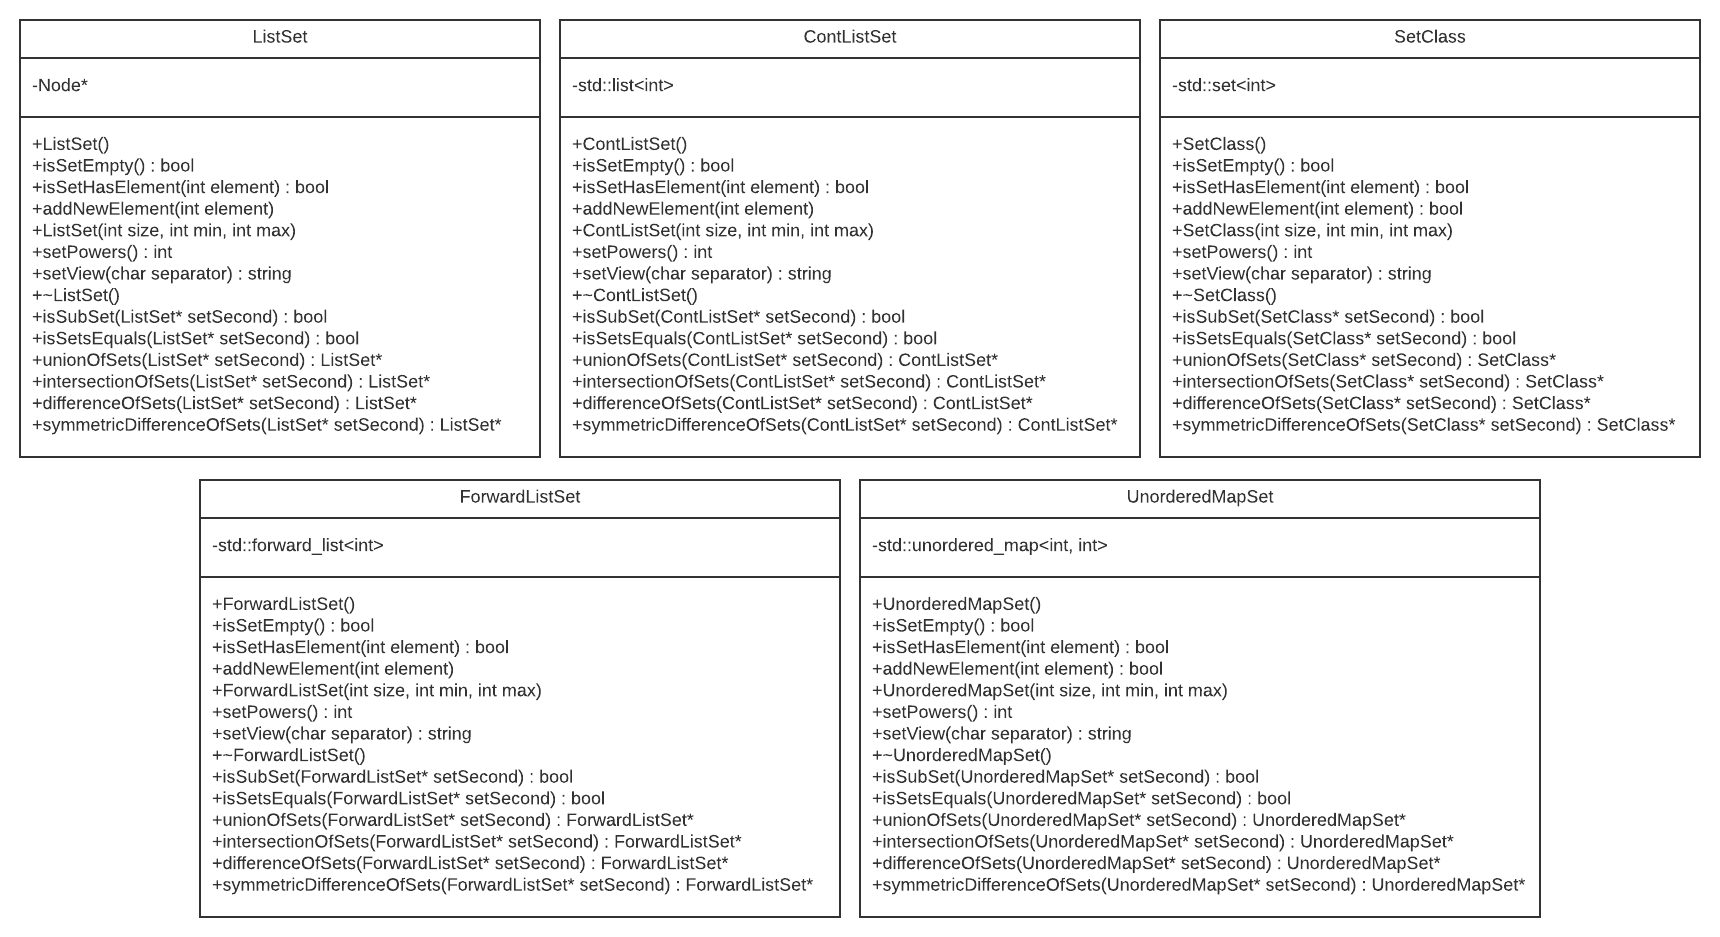 ListSet
-Node*
+ListSet()
+isSetEmpty() : bool
+isSetHasElement(int element) : bool
+addNewElement(int element)
+ListSet(int size, int min, int max)
+setPowers() : int
+setView(char separator) : string
+~ListSet()
+isSubSet(ListSet* setSecond) : bool
+isSetsEquals(ListSet* setSecond) : bool
+unionOfSets(ListSet* setSecond) : ListSet*
+intersectionOfSets(ListSet* setSecond) : ListSet*
+differenceOfSets(ListSet* setSecond) : ListSet*
+symmetricDifferenceOfSets(ListSet* setSecond) : ListSet*
ContListSet
-std::list<int>
+ContListSet()
+isSetEmpty() : bool
+isSetHasElement(int element) : bool
+addNewElement(int element)
+ContListSet(int size, int min, int max)
+setPowers() : int
+setView(char separator) : string
+~ContListSet()
+isSubSet(ContListSet* setSecond) : bool
+isSetsEquals(ContListSet* setSecond) : bool
+unionOfSets(ContListSet* setSecond) : ContListSet*
+intersectionOfSets(ContListSet* setSecond) : ContListSet*
+differenceOfSets(ContListSet* setSecond) : ContListSet*
+symmetricDifferenceOfSets(ContListSet* setSecond) : ContListSet*
SetClass
-std::set<int>
+SetClass()
+isSetEmpty() : bool
+isSetHasElement(int element) : bool
+addNewElement(int element) : bool
+SetClass(int size, int min, int max)
+setPowers() : int
+setView(char separator) : string
+~SetClass()
+isSubSet(SetClass* setSecond) : bool
+isSetsEquals(SetClass* setSecond) : bool
+unionOfSets(SetClass* setSecond) : SetClass*
+intersectionOfSets(SetClass* setSecond) : SetClass*
+differenceOfSets(SetClass* setSecond) : SetClass*
+symmetricDifferenceOfSets(SetClass* setSecond) : SetClass*
ForwardListSet
-std::forward_list<int>
+ForwardListSet()
+isSetEmpty() : bool
+isSetHasElement(int element) : bool
+addNewElement(int element)
+ForwardListSet(int size, int min, int max)
+setPowers() : int
+setView(char separator) : string
+~ForwardListSet()
+isSubSet(ForwardListSet* setSecond) : bool
+isSetsEquals(ForwardListSet* setSecond) : bool
+unionOfSets(ForwardListSet* setSecond) : ForwardListSet*
+intersectionOfSets(ForwardListSet* setSecond) : ForwardListSet*
+differenceOfSets(ForwardListSet* setSecond) : ForwardListSet*
+symmetricDifferenceOfSets(ForwardListSet* setSecond) : ForwardListSet*
UnorderedMapSet
-std::unordered_map<int, int>
+UnorderedMapSet()
+isSetEmpty() : bool
+isSetHasElement(int element) : bool
+addNewElement(int element) : bool
+UnorderedMapSet(int size, int min, int max)
+setPowers() : int
+setView(char separator) : string
+~UnorderedMapSet()
+isSubSet(UnorderedMapSet* setSecond) : bool
+isSetsEquals(UnorderedMapSet* setSecond) : bool
+unionOfSets(UnorderedMapSet* setSecond) : UnorderedMapSet*
+intersectionOfSets(UnorderedMapSet* setSecond) : UnorderedMapSet*
+differenceOfSets(UnorderedMapSet* setSecond) : UnorderedMapSet*
+symmetricDifferenceOfSets(UnorderedMapSet* setSecond) : UnorderedMapSet*